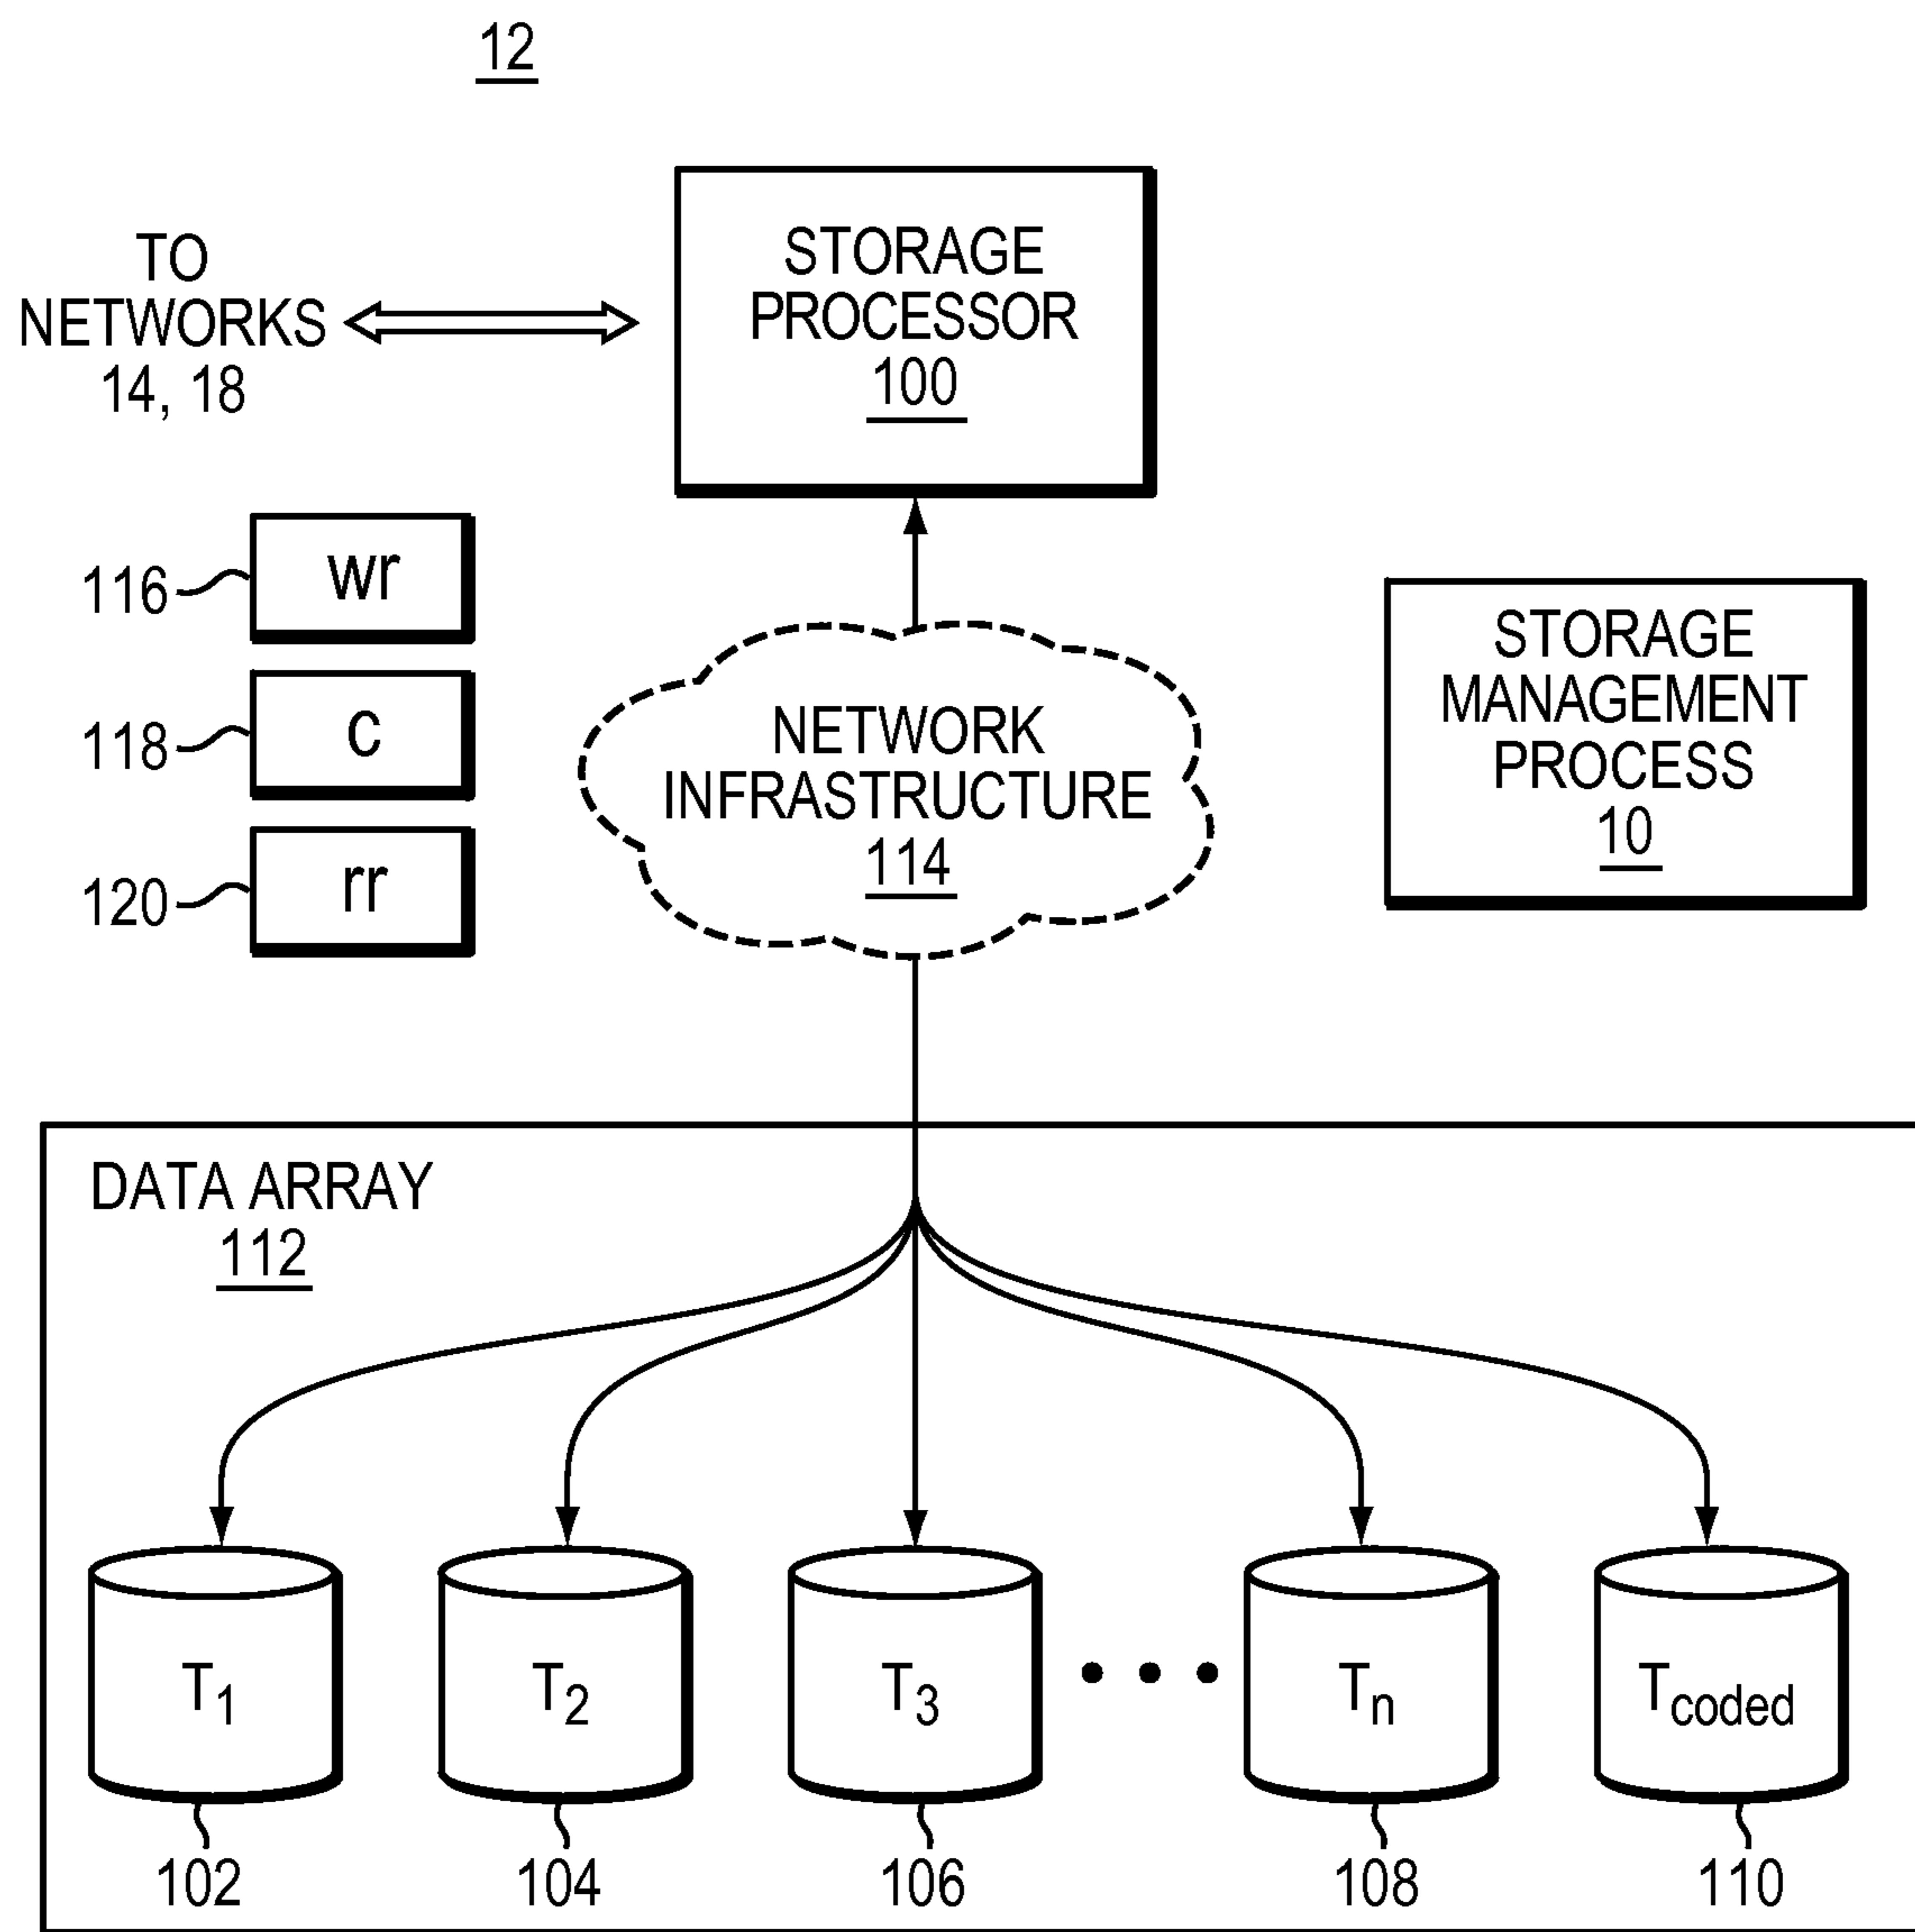 12
TO
NETWORKS
14, 18
STORAGE
PROCESSOR
100
116
wr
118
c
120
rr
NETWORK
INFRASTRUCTURE
114
STORAGE
MANAGEMENT
PROCESS
10
DATA ARRAY
112
T1 T2 T3 Tn Tcoded
102 104 106 108 110